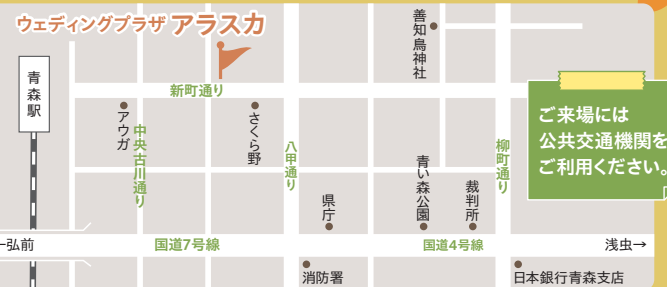 ウェディングプラザ アラスカ
善知鳥神社
青森駅
新町通り
アウガ
中央古川通り
さくら野
八甲通り
県庁
青い森公園
裁判所
柳町通り
ご来場には
公共交通機関を
ご利用ください。
弘前
国道7号線
国道4号線
浅虫→
消防署
日本銀行青森支店